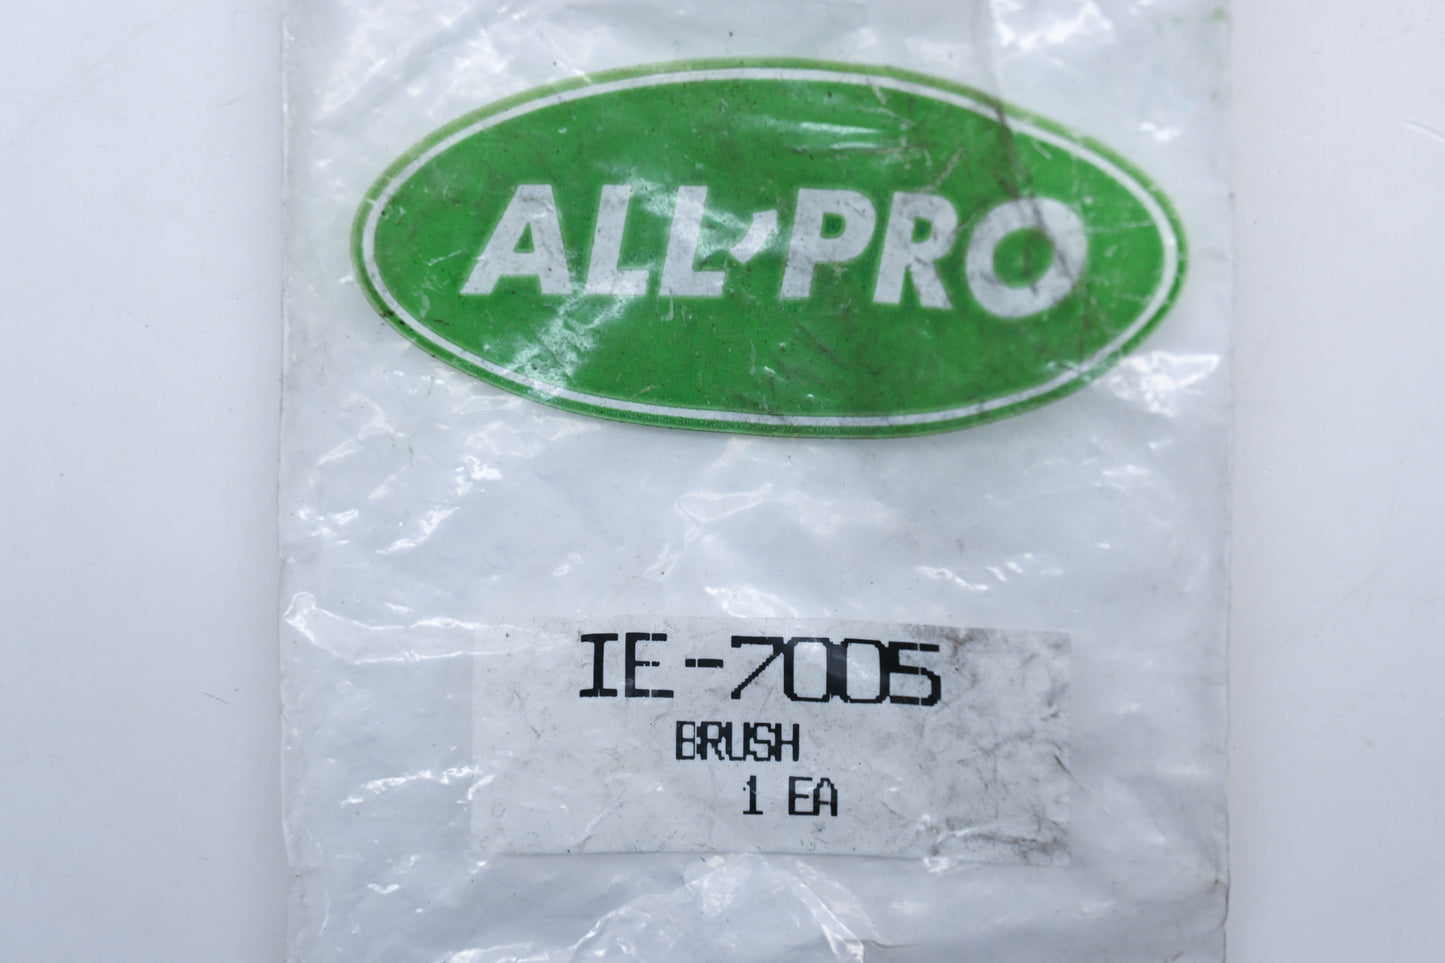 ALL-PRO
IE-7005
BRUSH
1 EA